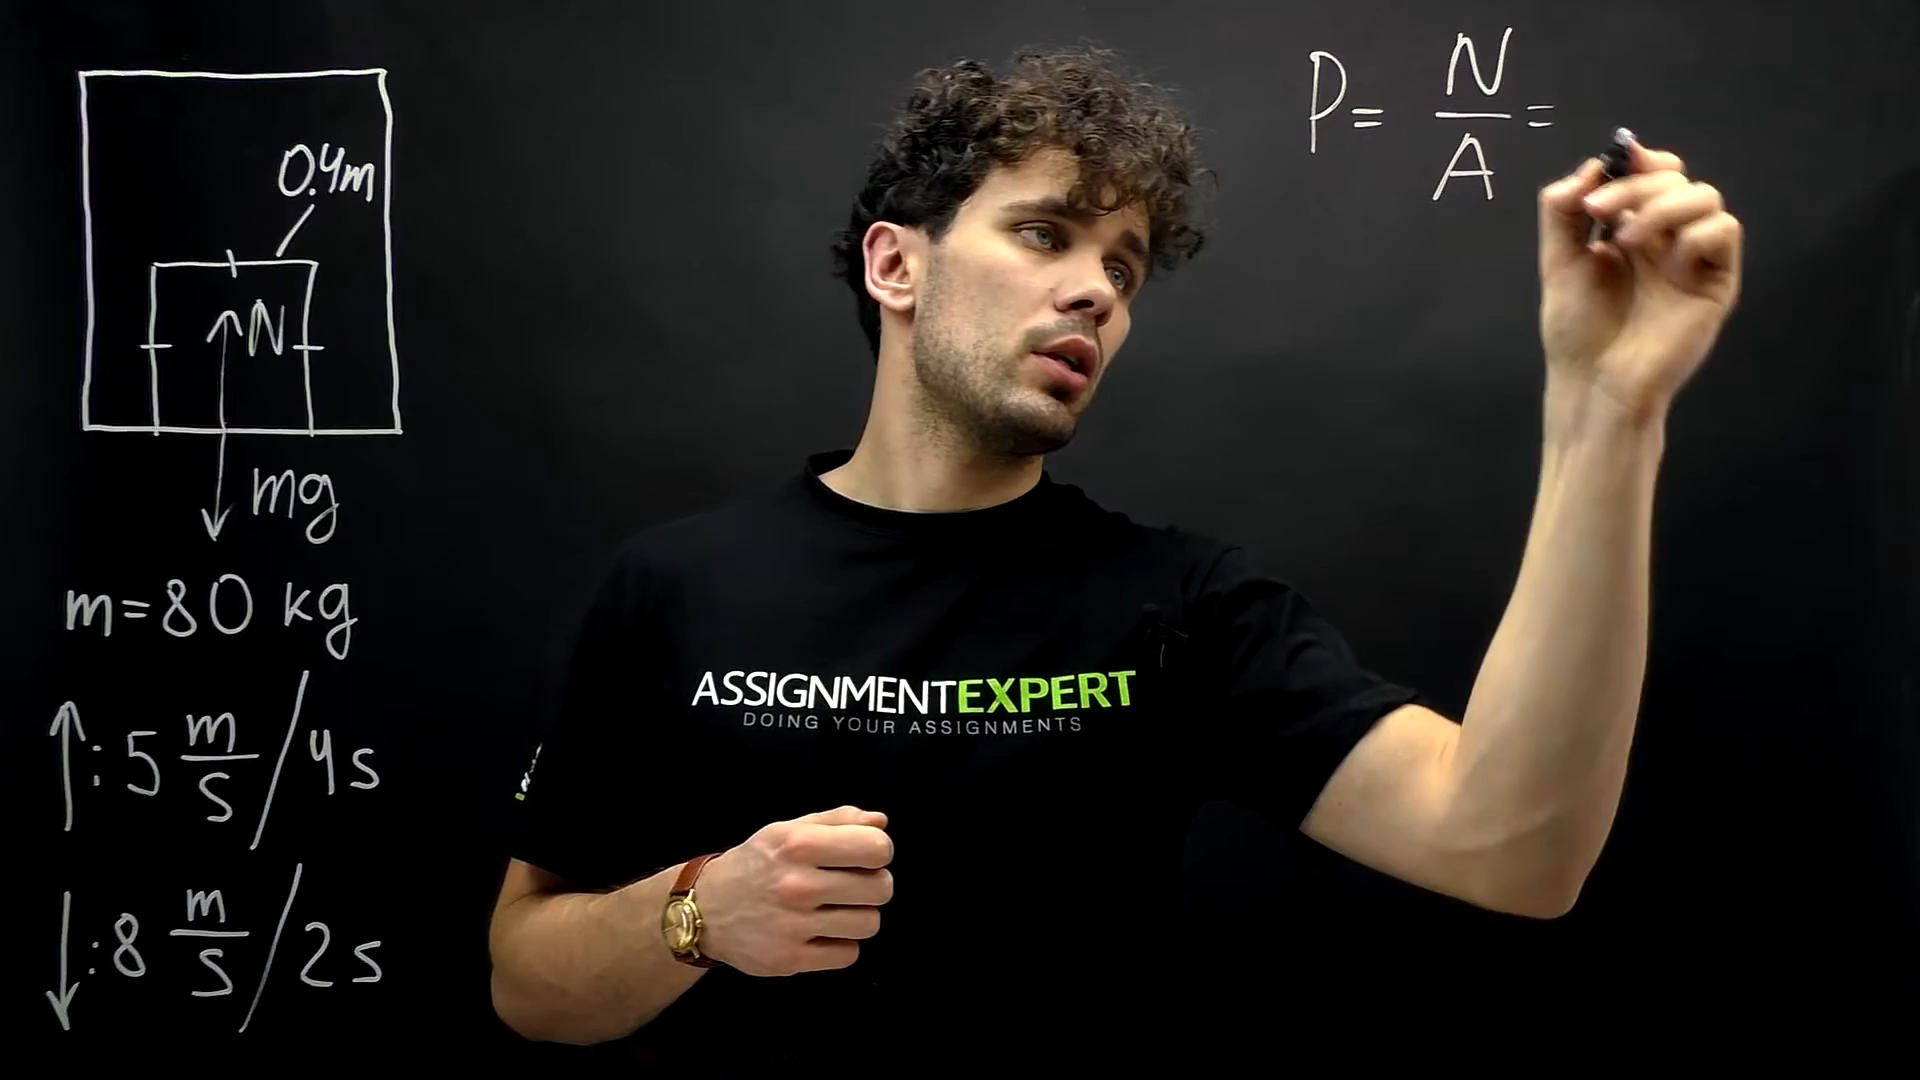 0.4m
N
mg
m=80 kg
↑: 5 m/s / 4s
↓: 8 m/s / 2s
ASSIGNMENTEXPERT
DOING YOUR ASSIGNMENTS
P= N/A =